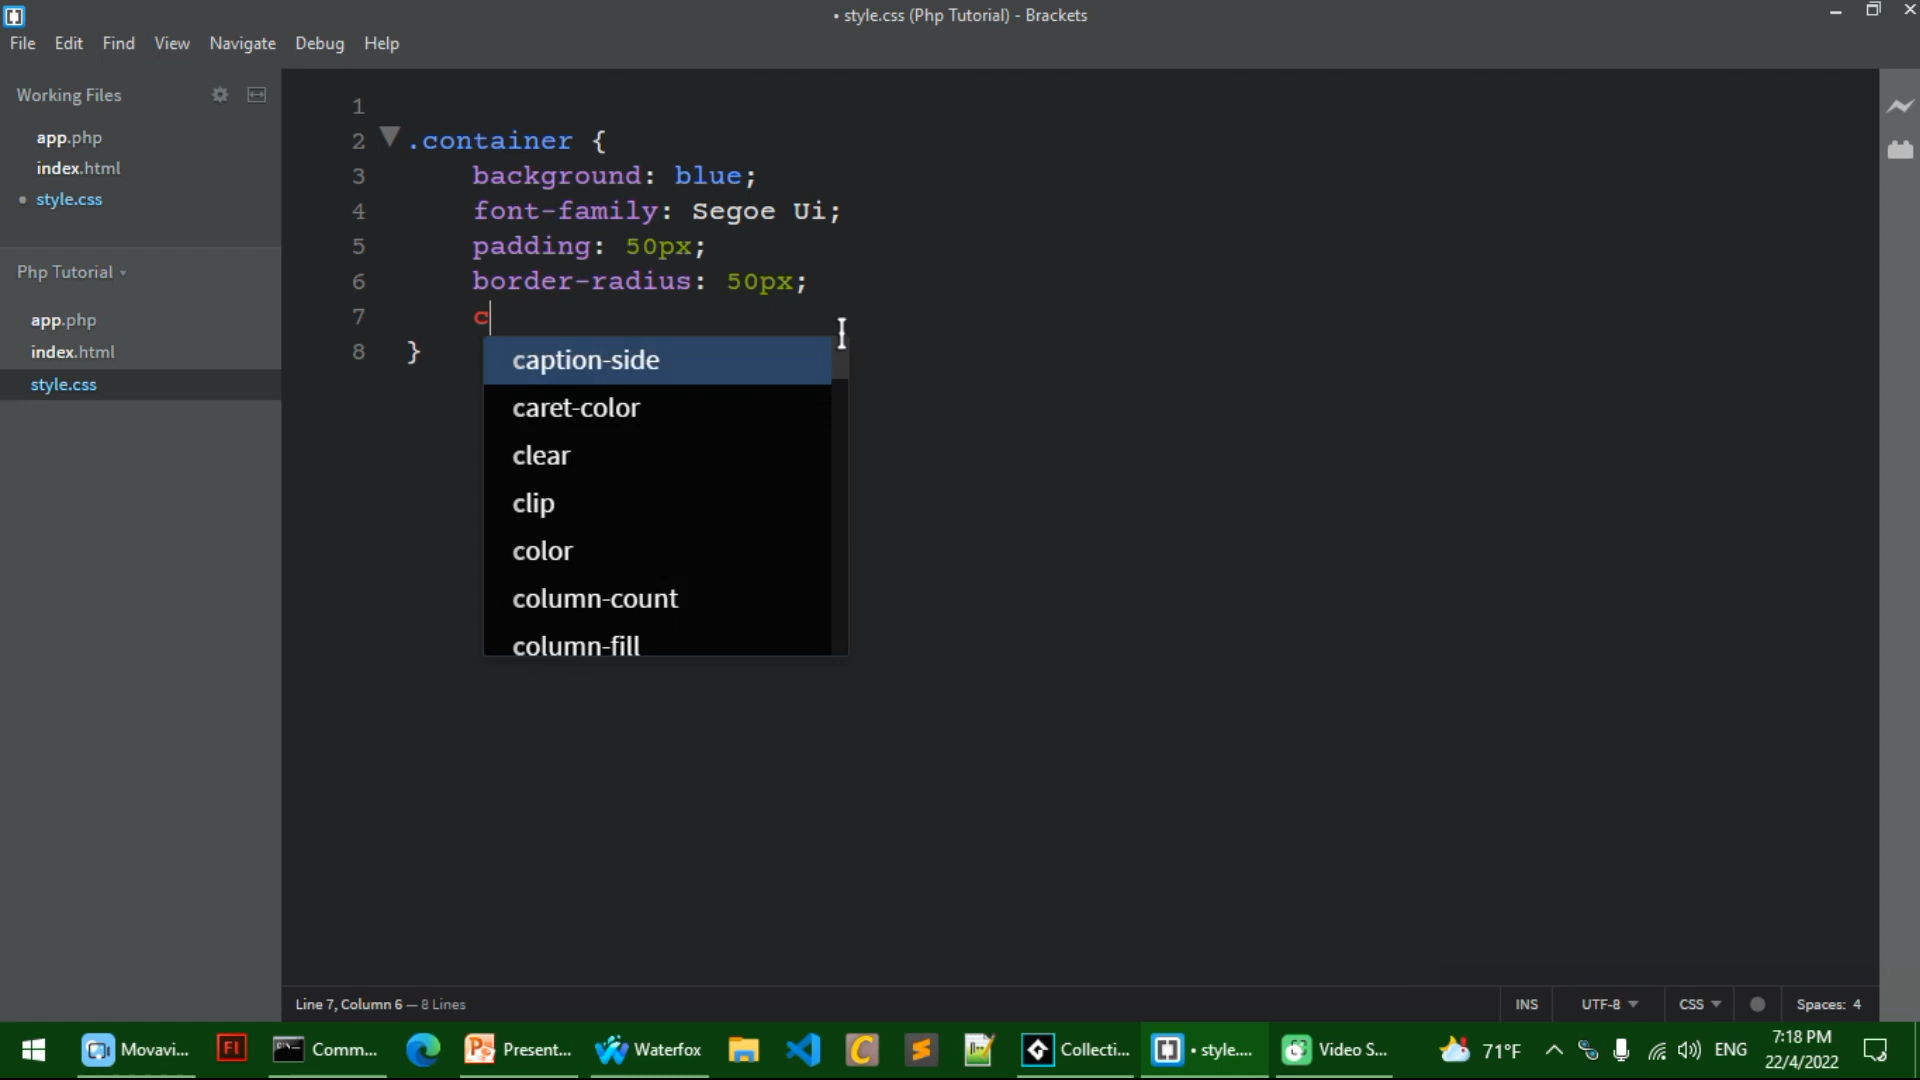 • style.css (Php Tutorial) - Brackets
File Edit Find View Navigate Debug Help
Working Files
app.php
index.html
• style.css
Php Tutorial
app.php
index.html
style.css
1
2 .container {
3 background: blue;
4 font-family: Segoe Ui;
5 padding: 50px;
6 border-radius: 50px;
7 c
8 }
caption-side
caret-color
clear
clip
color
column-count
column-fill
Line 7, Column 6 — 8 Lines
INS UTF-8 CSS Spaces: 4
Movavi... Fl Comm... Present... Waterfox Collecti... • style.... Video S... 71°F ENG 7:18 PM
22/4/2022